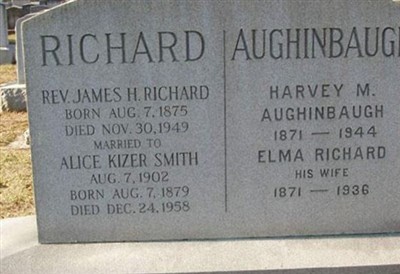 RICHARD
REV. JAMES H. RICHARD
BORN AUG. 7, 1875
DIED NOV. 30, 1949
MARRIED TO
ALICE KIZER SMITH
AUG. 7, 1902
BORN AUG. 7, 1879
DIED DEC. 24, 1958
AUGHINBAUGH
HARVEY M.
AUGHINBAUGH
1871 — 1944
ELMA RICHARD
HIS WIFE
1871 — 1936